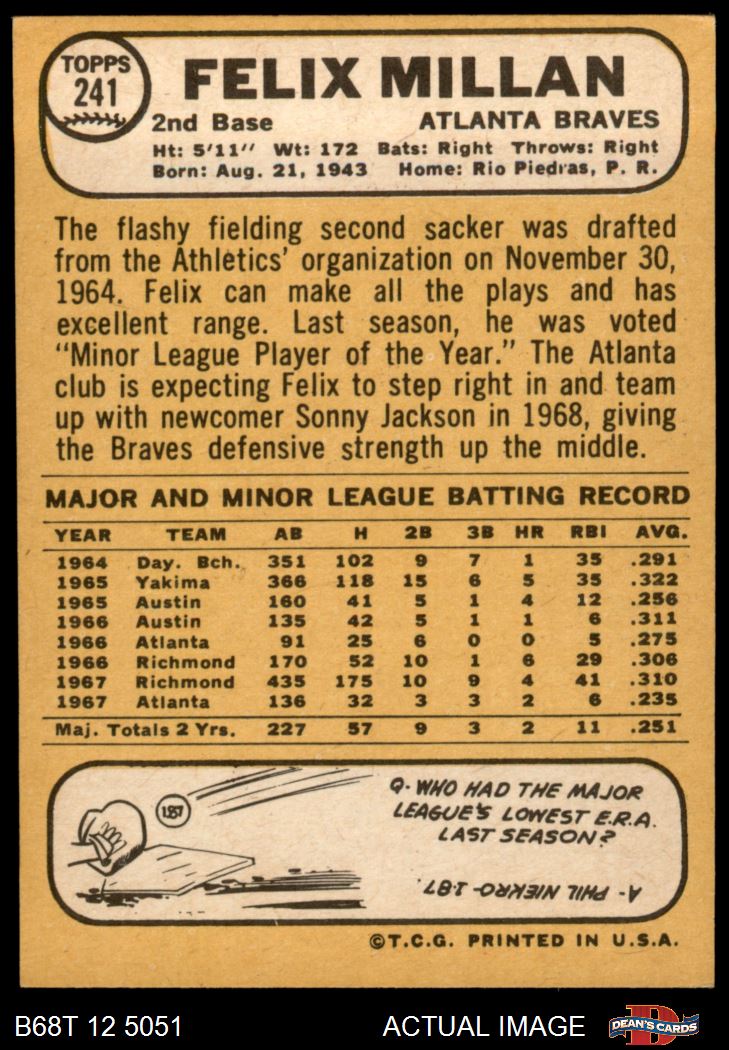 TOPPS
241
FELIX MILLAN
2nd Base ATLANTA BRAVES
Ht: 5'11" Wt: 172 Bats: Right Throws: Right
Born: Aug. 21, 1943 Home: Rio Piedras, P. R.
The flashy fielding second sacker was drafted
from the Athletics' organization on November 30,
1964. Felix can make all the plays and has
excellent range. Last season, he was voted
"Minor League Player of the Year." The Atlanta
club is expecting Felix to step right in and team
up with newcomer Sonny Jackson in 1968, giving
the Braves defensive strength up the middle.
MAJOR AND MINOR LEAGUE BATTING RECORD
YEAR TEAM AB H 2B 3B HR RBI AVG.
1964 Day. Bch. 351 102 9 7 1 35 .291
1965 Yakima 366 118 15 6 5 35 .322
1965 Austin 160 41 5 1 4 12 .256
1966 Austin 135 42 5 1 1 6 .311
1966 Atlanta 91 25 6 0 0 5 .275
1966 Richmond 170 52 10 1 6 29 .306
1967 Richmond 435 175 10 9 4 41 .310
1967 Atlanta 136 32 3 3 2 6 .235
Maj. Totals 2 Yrs. 227 57 9 3 2 11 .251
1.87
Q- WHO HAD THE MAJOR
LEAGUE'S LOWEST E.R.A.
LAST SEASON?
A- PHIL NIEKRO-1.87
©T.C.G. PRINTED IN U.S.A.
B68T 12 5051 ACTUAL IMAGE
DEAN'S CARDS